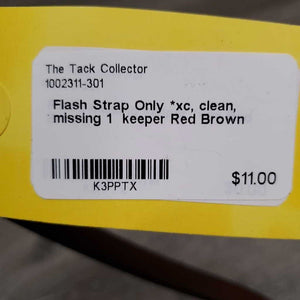 The Tack Collector
1002311-301
Flash Strap Only *xc, clean,
missing 1 keeper Red Brown
K3PPTX
$11.00